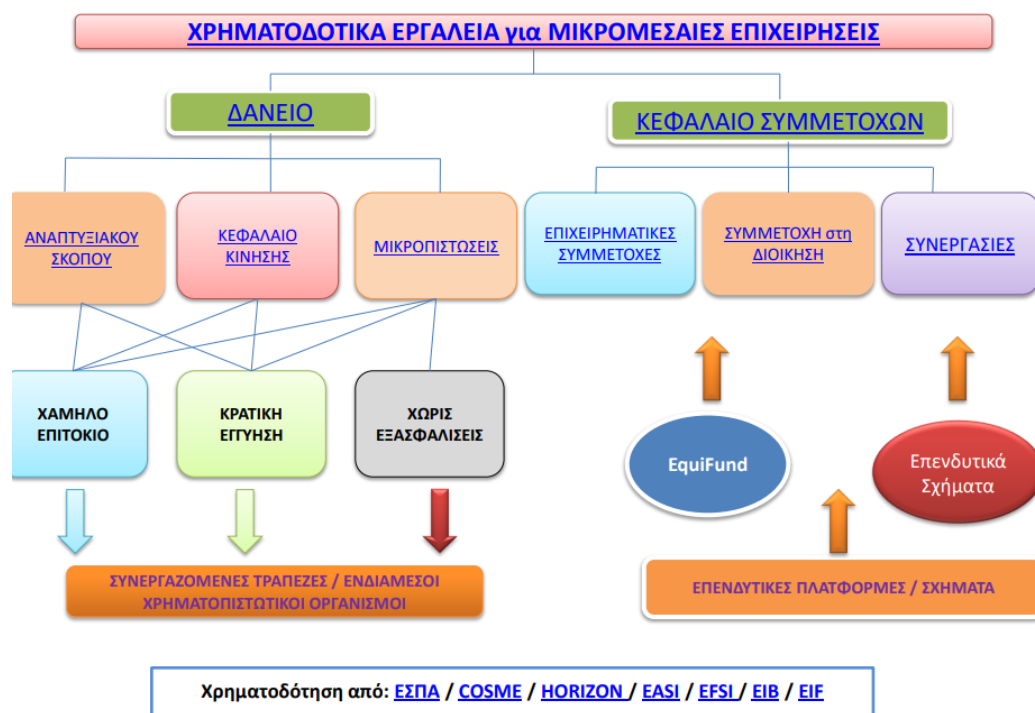 ΧΡΗΜΑΤΟΔΟΤΙΚΑ ΕΡΓΑΛΕΙΑ για ΜΙΚΡΟΜΕΣΑΙΕΣ ΕΠΙΧΕΙΡΗΣΕΙΣ
ΔΑΝΕΙΟ
ΚΕΦΑΛΑΙΟ ΣΥΜΜΕΤΟΧΩΝ
ΑΝΑΠΤΥΞΙΑΚΟΥ
ΣΚΟΠΟΥ
ΚΕΦΑΛΑΙΟ
ΚΙΝΗΣΗΣ
ΜΙΚΡΟΠΙΣΤΩΣΕΙΣ
ΕΠΙΧΕΙΡΗΜΑΤΙΚΕΣ
ΣΥΜΜΕΤΟΧΕΣ
ΣΥΜΜΕΤΟΧΗ στη
ΔΙΟΙΚΗΣΗ
ΣΥΝΕΡΓΑΣΙΕΣ
ΧΑΜΗΛΟ
ΕΠΙΤΟΚΙΟ
ΚΡΑΤΙΚΗ
ΕΓΓΥΗΣΗ
ΧΩΡΙΣ
ΕΞΑΣΦΑΛΙΣΕΙΣ
EquiFund
Επενδυτικά
Σχήματα
ΣΥΝΕΡΓΑΖΟΜΕΝΕΣ ΤΡΑΠΕΖΕΣ / ΕΝΔΙΑΜΕΣΟΙ
ΧΡΗΜΑΤΟΠΙΣΤΩΤΙΚΟΙ ΟΡΓΑΝΙΣΜΟΙ
ΕΠΕΝΔΥΤΙΚΕΣ ΠΛΑΤΦΟΡΜΕΣ / ΣΧΗΜΑΤΑ
Χρηματοδότηση από: ΕΣΠΑ / COSME / HORIZON / EASI / EFSI / EIB / EIF